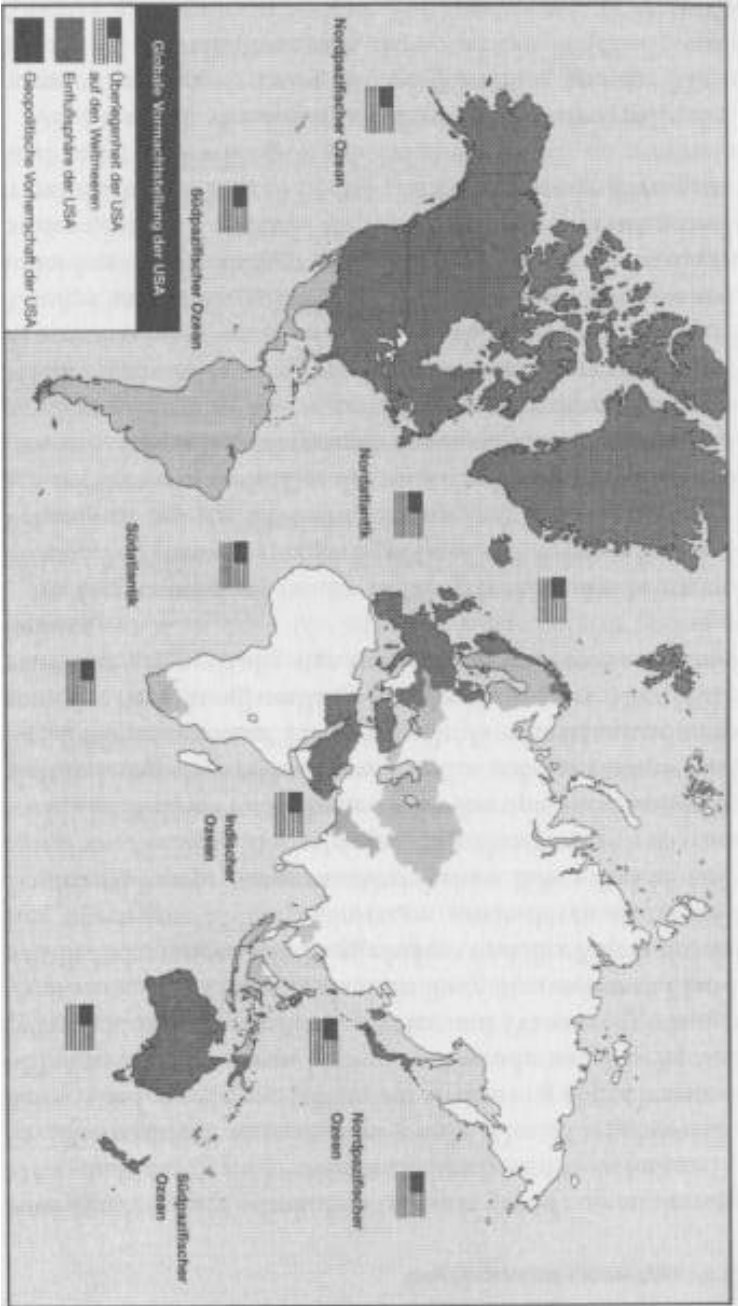 Nordpazifischer Ozean
Südpazifischer Ozean
Nordatlantik
Südatlantik
Indischer
Ozean
Nordpazifischer
Ozean
Südpazifischer
Ozean
Globale Vormachtstellung der USA
Überlegenheit der USA
auf den Weltmeeren
Einflußsphäre der USA
Geopolitische Vorherrschaft der USA